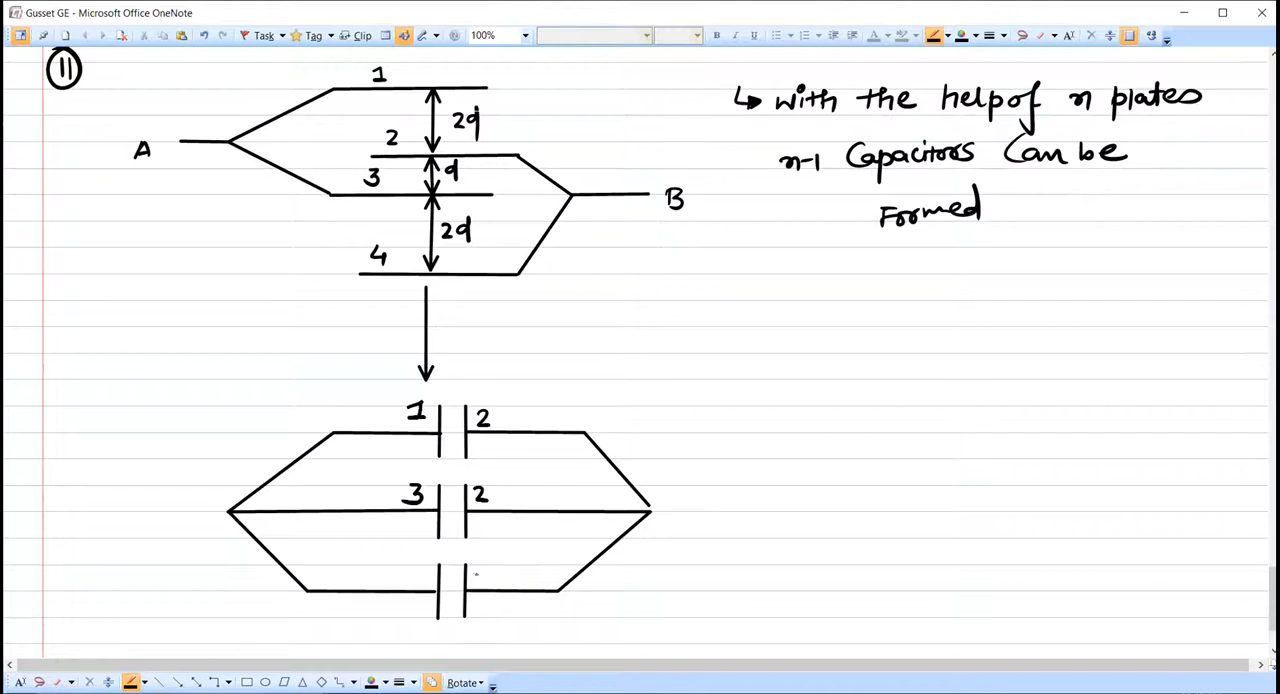 Gusset GE - Microsoft Office OneNote
Task Tag Clip 100% B I U A
11
1
2d
A
2
3 d
B
2d
4
↳ with the help of n plates
n-1 Capacitors Can be
Formed
1 2
3 2
Rotate